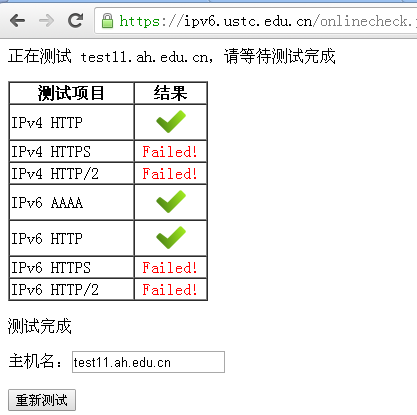 https://ipv6.ustc.edu.cn/onlinecheck.
正在测试 test11.ah.edu.cn, 请等待测试完成
测试项目 结果
IPv4 HTTP
IPv4 HTTPS Failed!
IPv4 HTTP/2 Failed!
IPv6 AAAA
IPv6 HTTP
IPv6 HTTPS Failed!
IPv6 HTTP/2 Failed!
测试完成
主机名: test11.ah.edu.cn
重新测试